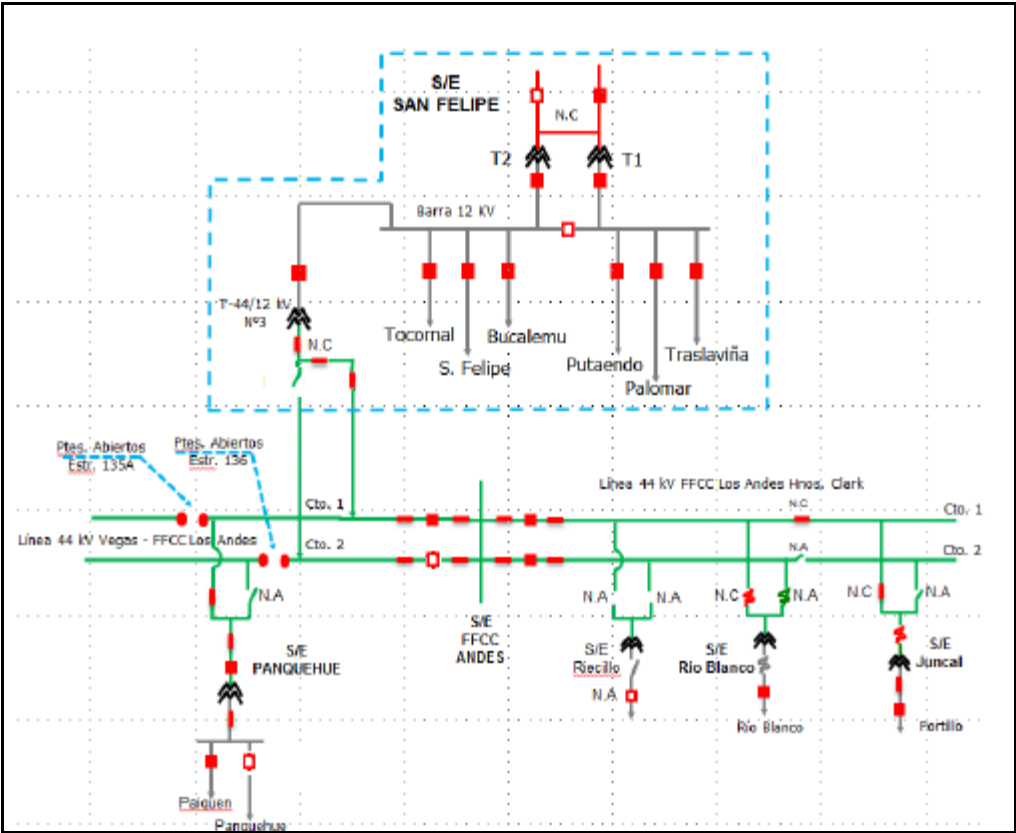 S/E
SAN FELIPE
N.C
T2
T1
Barra 12 KV
T-44/12 kV
Nº3
N.C
Tocornal
S. Felipe
Bucalemu
Putaendo
Palomar
Traslaviña
Ptes. Abiertos
Estr. 135A
Ptes. Abiertos
Estr. 136
Línea 44 kV FFCC Los Andes Hnos. Clark
Cto. 1
N.C
Cto. 1
Línea 44 kV Vegas - FFCC Los Andes
Cto. 2
N.A
Cto. 2
N.A
N.A
N.A
N.C
N.A
N.C
N.A
S/E
PANQUEHUE
S/E
FFCC
ANDES
S/E
Riecillo
N.A
S/E
Rio Blanco
S/E
Juncal
Río Blanco
Portillo
Paiquen
Panquehue